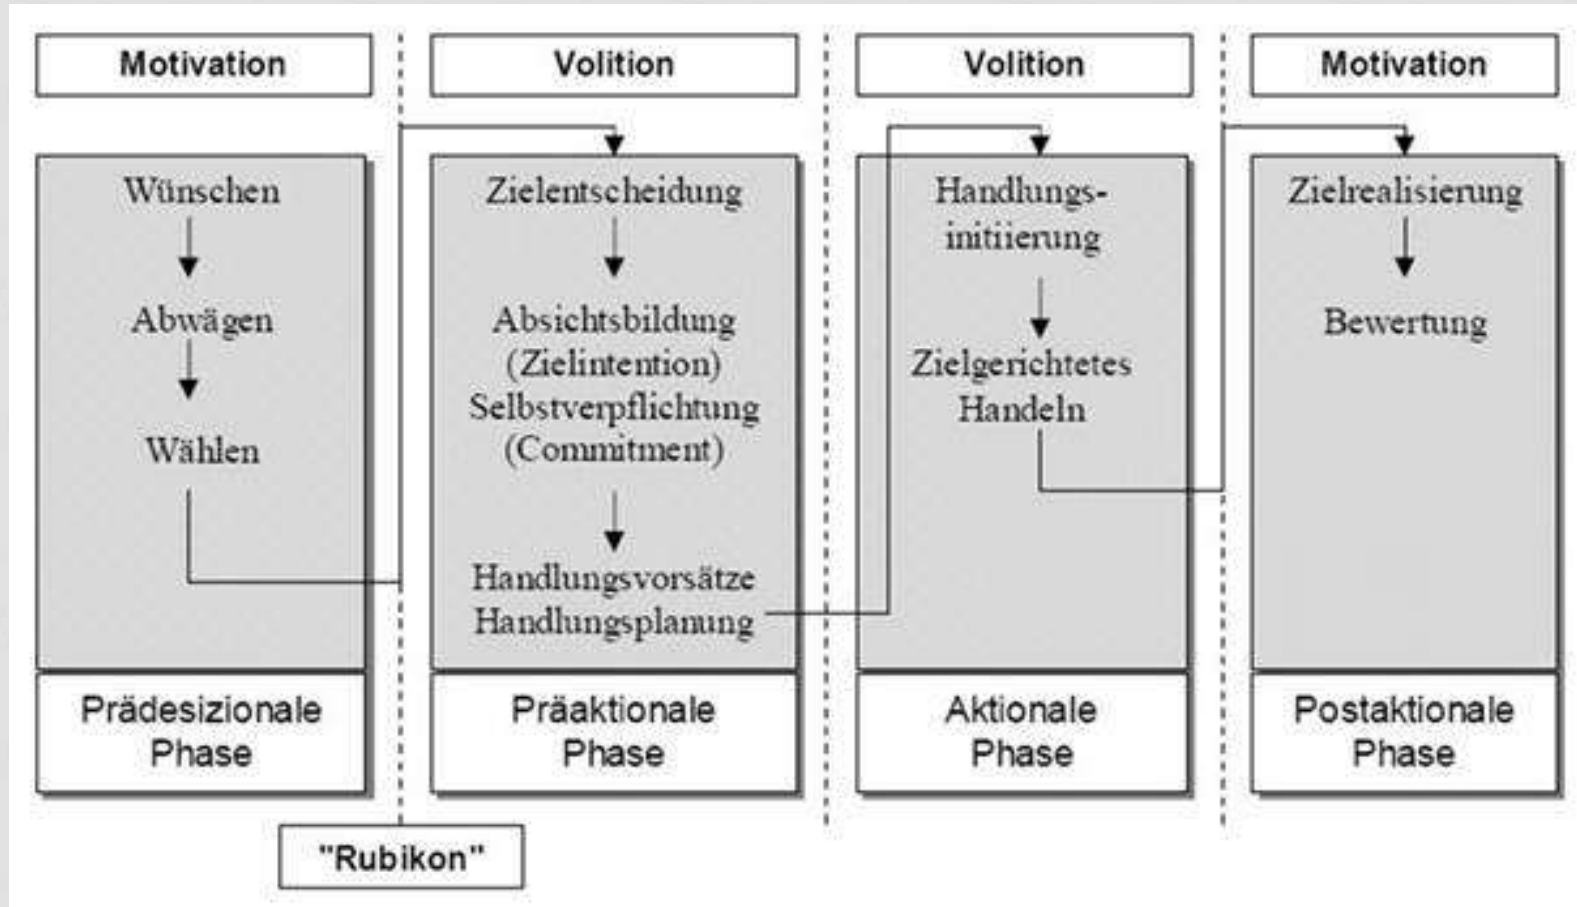 Motivation
Volition
Volition
Motivation
Wünschen
Abwägen
Wählen
Prädesizionale
Phase
Zielentscheidung
Absichtsbildung
(Zielintention)
Selbstverpflichtung
(Commitment)
Handlungsvorsätze
Handlungsplanung
Präaktionale
Phase
Handlungs-
initiierung
Zielgerichtetes
Handeln
Aktionale
Phase
Zielrealisierung
Bewertung
Postaktionale
Phase
"Rubikon"